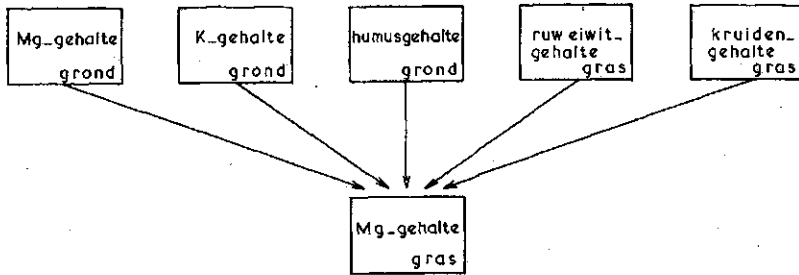 Mg_gehalte
grond
K_gehalte
grond
humusgehalte
grond
ruw eiwit_
gehalte
gras
kruiden_
gehalte
gras
Mg_gehalte
gras